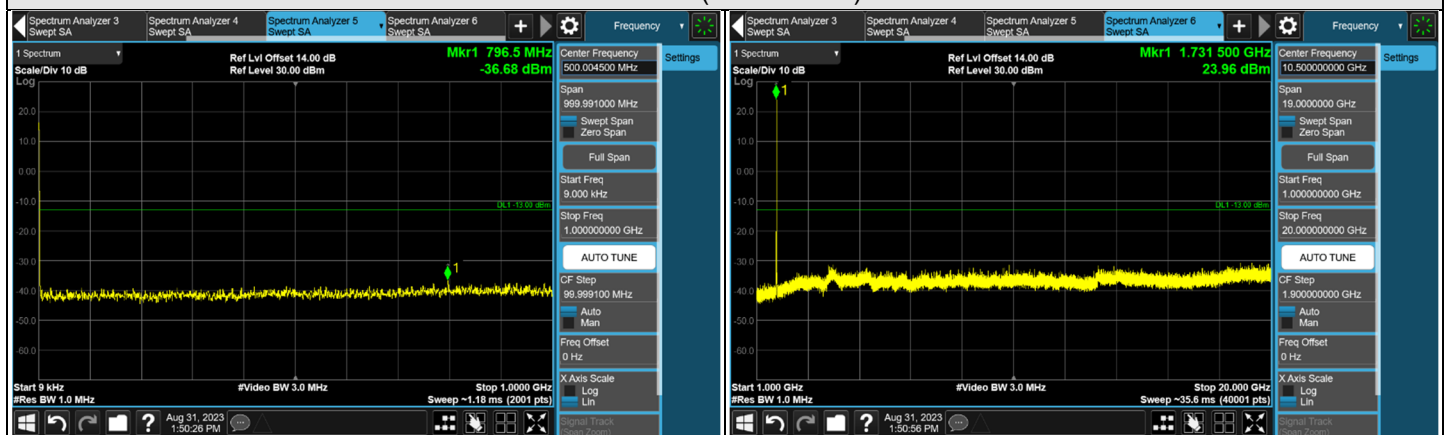 Spectrum Analyzer 3
Swept SA
Spectrum Analyzer 4
Swept SA
Spectrum Analyzer 5
Swept SA
Spectrum Analyzer 6
Swept SA
+
Frequency
1 Spectrum
Scale/Div 10 dB
Log
Ref Lvl Offset 14.00 dB
Ref Level 30.00 dBm
Mkr1 796.5 MHz
-36.68 dBm
20.0
10.0
0.00
-10.0
-20.0
-30.0
-40.0
-50.0
-60.0
DL1 -13.00 dBm
1
Start 9 kHz
#Res BW 1.0 MHz
#Video BW 3.0 MHz
Stop 1.0000 GHz
Sweep ~1.18 ms (2001 pts)
Center Frequency
500.004500 MHz
Settings
Span
999.991000 MHz
Swept Span
Zero Span
Full Span
Start Freq
9.000 kHz
Stop Freq
1.000000000 GHz
AUTO TUNE
CF Step
99.999100 MHz
Auto
Man
Freq Offset
0 Hz
X Axis Scale
Log
Lin
Signal Track
(Span Zoom)
?
Aug 31, 2023
1:50:26 PM
Spectrum Analyzer 3
Swept SA
Spectrum Analyzer 4
Swept SA
Spectrum Analyzer 5
Swept SA
Spectrum Analyzer 6
Swept SA
+
Frequency
1 Spectrum
Scale/Div 10 dB
Log
Ref Lvl Offset 14.00 dB
Ref Level 30.00 dBm
Mkr1 1.731 500 GHz
23.96 dBm
1
20.0
10.0
0.00
-10.0
-20.0
-30.0
-40.0
-50.0
-60.0
DL1 -13.00 dBm
Start 1.000 GHz
#Res BW 1.0 MHz
#Video BW 3.0 MHz
Stop 20.000 GHz
Sweep ~35.6 ms (40001 pts)
Center Frequency
10.500000000 GHz
Settings
Span
19.0000000 GHz
Swept Span
Zero Span
Full Span
Start Freq
1.000000000 GHz
Stop Freq
20.000000000 GHz
AUTO TUNE
CF Step
1.900000000 GHz
Auto
Man
Freq Offset
0 Hz
X Axis Scale
Log
Lin
Signal Track
(Span Zoom)
?
Aug 31, 2023
1:50:56 PM